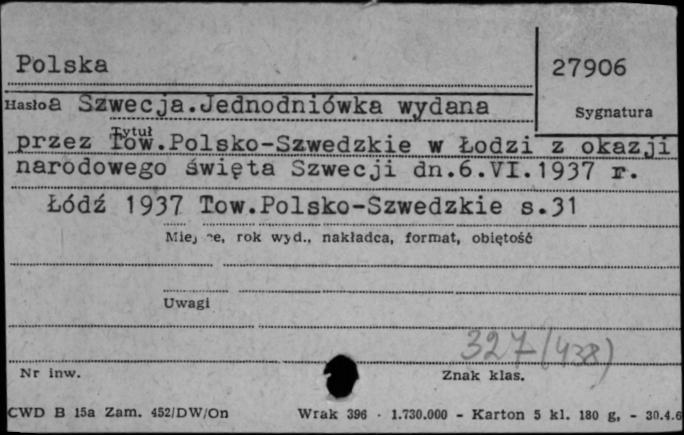 Polska
27906
Hasło a Szwecja.Jednodniówka wydana
Sygnatura
Tytuł
przez Tow.Polsko-Szwedzkie w Łodzi z okazji
narodowego święta Szwecji dn.6.VI.1937 r.
Łódź 1937 Tow.Polsko-Szwedzkie s.31
rok wyd., nakładca, format, objętość
Uwagi
327(438)
Nr inw.
Znak klas.
CWD B 15a Zam. 452/DW/On Wrak 396 · 1.730.000 - Karton 5 kl. 180 g, - 30.4.6